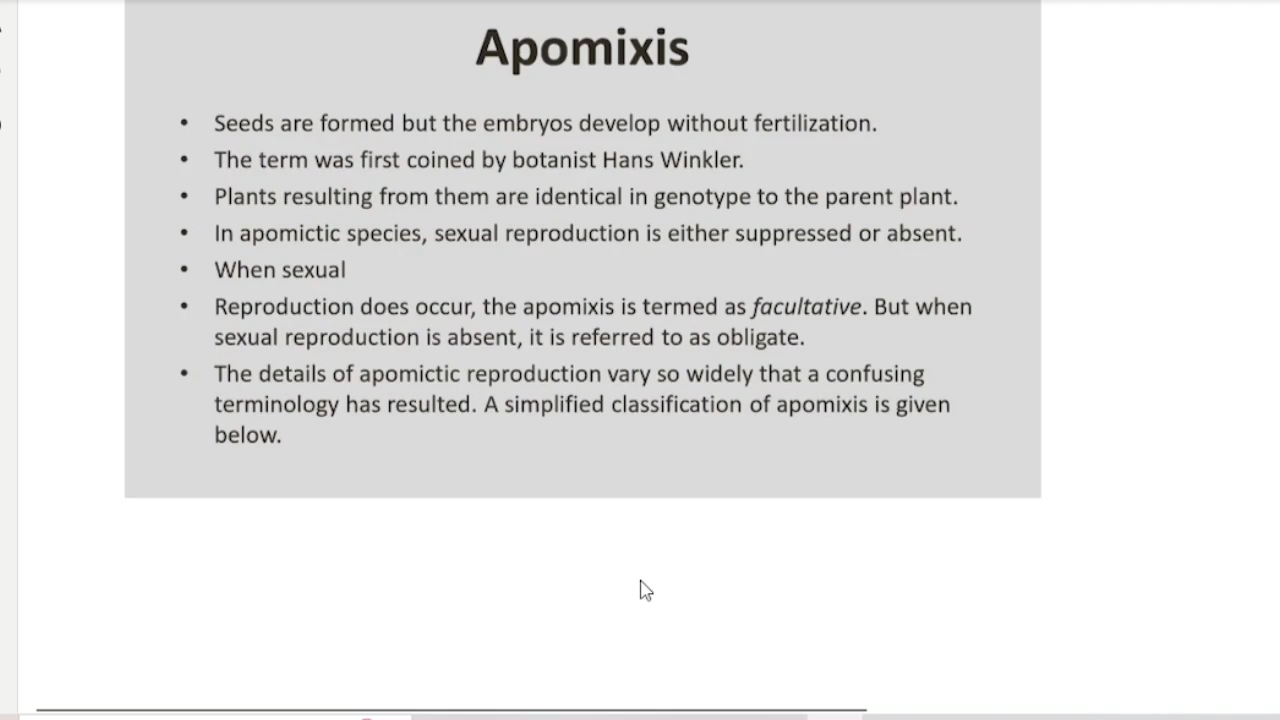 Apomixis
• Seeds are formed but the embryos develop without fertilization.
• The term was first coined by botanist Hans Winkler.
• Plants resulting from them are identical in genotype to the parent plant.
• In apomictic species, sexual reproduction is either suppressed or absent.
• When sexual
• Reproduction does occur, the apomixis is termed as facultative. But when
sexual reproduction is absent, it is referred to as obligate.
• The details of apomictic reproduction vary so widely that a confusing
terminology has resulted. A simplified classification of apomixis is given
below.